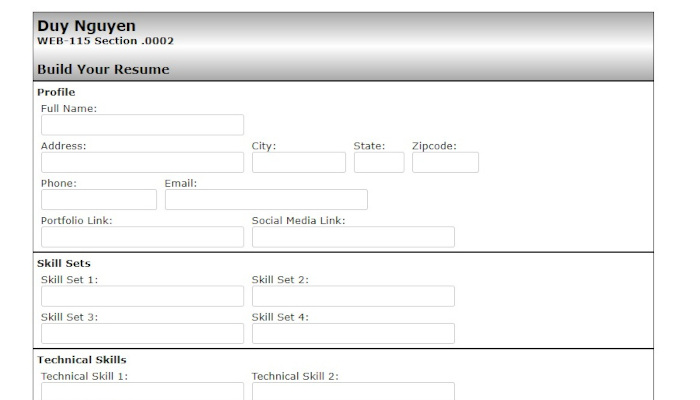 Duy Nguyen
WEB-115 Section .0002
Build Your Resume
Profile
Full Name:
Address: City: State: Zipcode:
Phone: Email:
Portfolio Link: Social Media Link:
Skill Sets
Skill Set 1: Skill Set 2:
Skill Set 3: Skill Set 4:
Technical Skills
Technical Skill 1: Technical Skill 2: